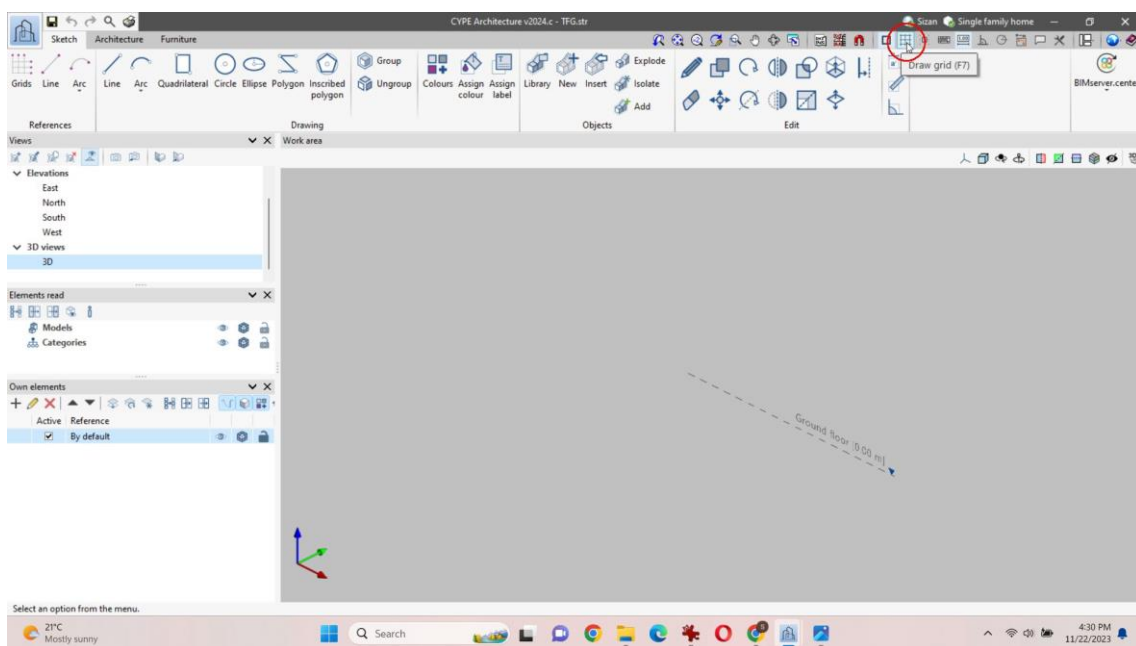 CYPE Architecture v2024.c - TFG.str
Sizan
Single family home
Sketch
Architecture
Furniture
Draw grid (F7)
Grids
Line
Arc
Line
Arc
Quadrilateral
Circle
Ellipse
Polygon
Inscribed
polygon
Group
Ungroup
Colours
Assign
colour
Assign
label
Library
New
Insert
Explode
Isolate
Add
BIMserver.cente
References
Drawing
Objects
Edit
Views
Work area
Elevations
East
North
South
West
3D views
3D
Elements read
Models
Categories
Own elements
Active
Reference
By default
Ground floor [0.00 m]
Select an option from the menu.
21°C
Mostly sunny
Search
4:30 PM
11/22/2023